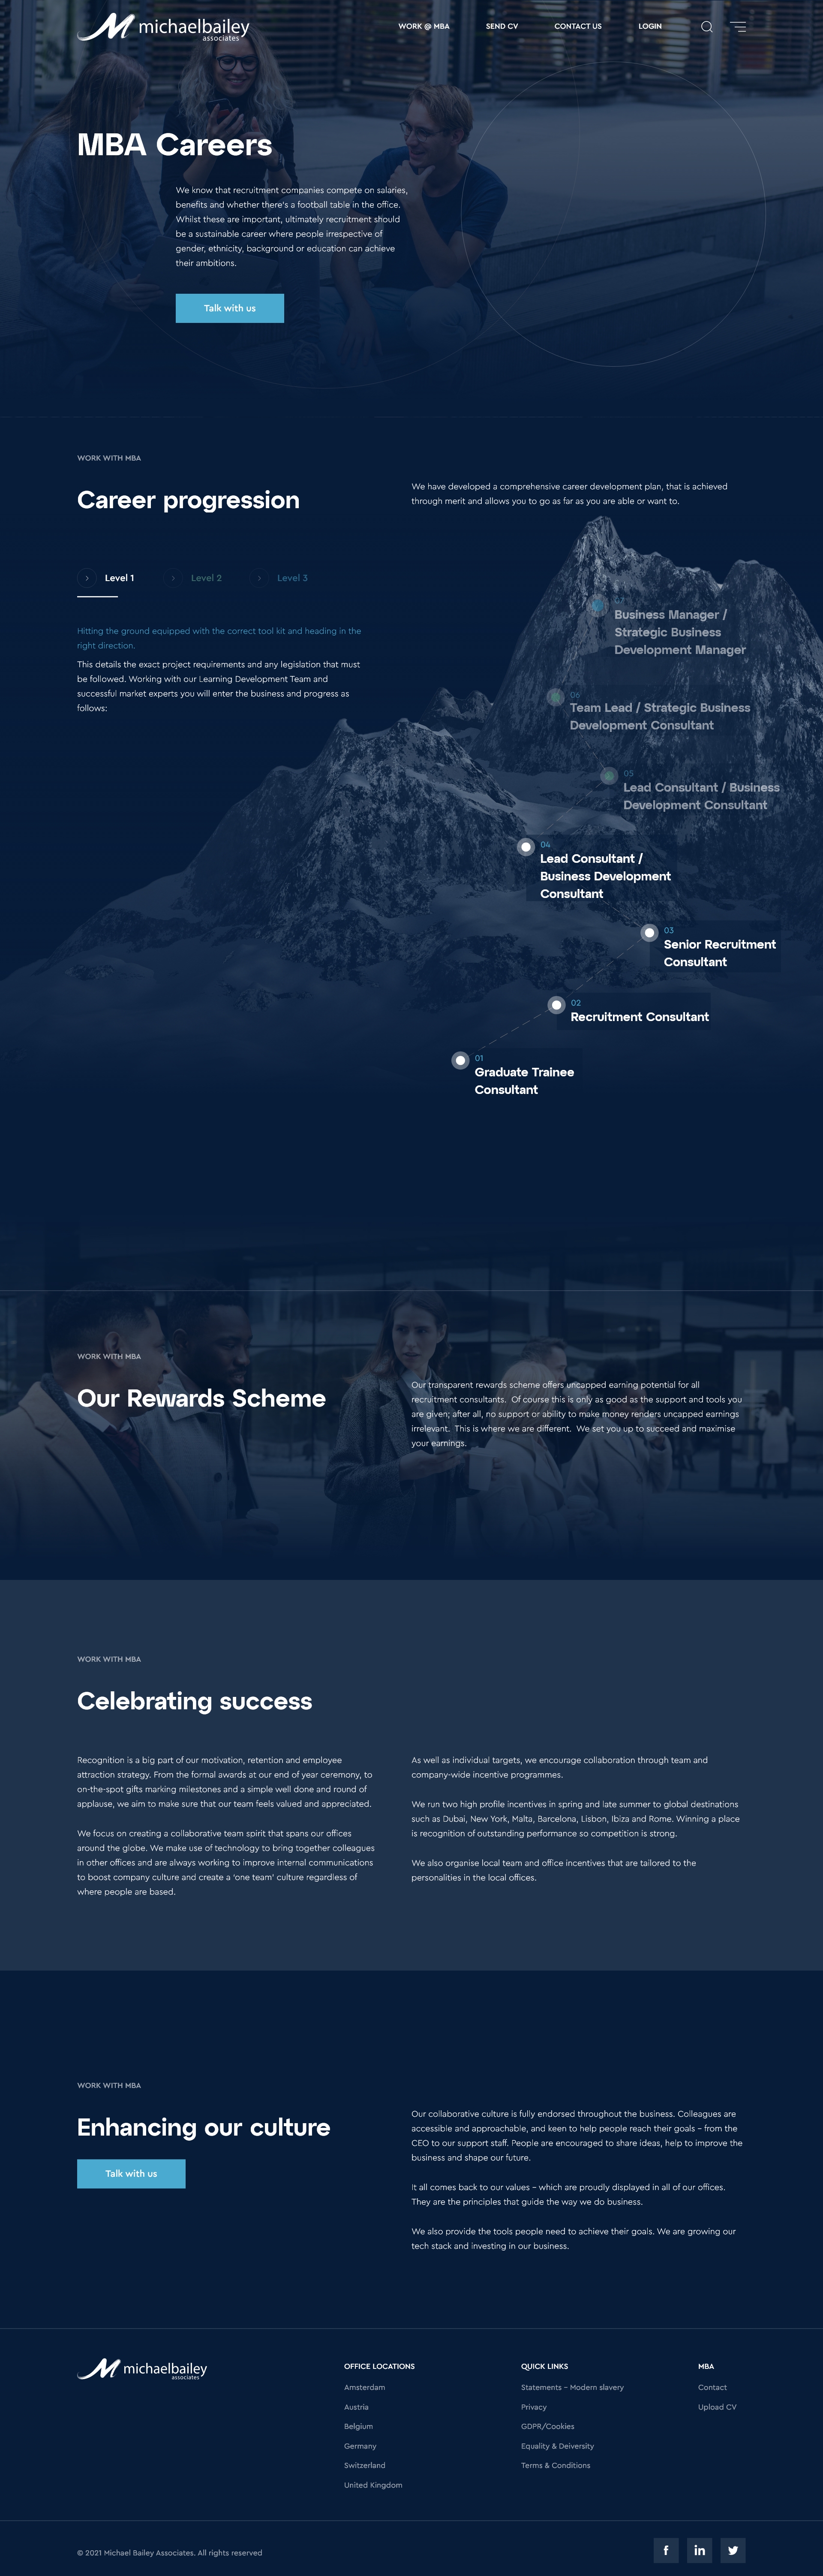 michaelbailey
associates
WORK @ MBA
SEND CV
CONTACT US
LOGIN
MBA Careers
We know that recruitment companies compete on salaries,
benefits and whether there's a football table in the office.
Whilst these are important, ultimately recruitment should
be a sustainable career where people irrespective of
gender, ethnicity, background or education can achieve
their ambitions.
Talk with us
WORK WITH MBA
Career progression
We have developed a comprehensive career development plan, that is achieved
through merit and allows you to go as far as you are able or want to.
Level 1
Level 2
Level 3
Hitting the ground equipped with the correct tool kit and heading in the
right direction.
This details the exact project requirements and any legislation that must
be followed. Working with our Learning Development Team and
successful market experts you will enter the business and progress as
follows:
07
Business Manager /
Strategic Business
Development Manager
06
Team Lead / Strategic Business
Development Consultant
05
Lead Consultant / Business
Development Consultant
04
Lead Consultant /
Business Development
Consultant
03
Senior Recruitment
Consultant
02
Recruitment Consultant
01
Graduate Trainee
Consultant
WORK WITH MBA
Our Rewards Scheme
Our transparent rewards scheme offers uncapped earning potential for all
recruitment consultants. Of course this is only as good as the support and tools you
are given; after all, no support or ability to make money renders uncapped earnings
irrelevant. This is where we are different. We set you up to succeed and maximise
your earnings.
WORK WITH MBA
Celebrating success
Recognition is a big part of our motivation, retention and employee
attraction strategy. From the formal awards at our end of year ceremony, to
on-the-spot gifts marking milestones and a simple well done and round of
applause, we aim to make sure that our team feels valued and appreciated.
We focus on creating a collaborative team spirit that spans our offices
around the globe. We make use of technology to bring together colleagues
in other offices and are always working to improve internal communications
to boost company culture and create a 'one team' culture regardless of
where people are based.
As well as individual targets, we encourage collaboration through team and
company-wide incentive programmes.
We run two high profile incentives in spring and late summer to global destinations
such as Dubai, New York, Malta, Barcelona, Lisbon, Ibiza and Rome. Winning a place
is recognition of outstanding performance so competition is strong.
We also organise local team and office incentives that are tailored to the
personalities in the local offices.
WORK WITH MBA
Enhancing our culture
Talk with us
Our collaborative culture is fully endorsed throughout the business. Colleagues are
accessible and approachable, and keen to help people reach their goals – from the
CEO to our support staff. People are encouraged to share ideas, help to improve the
business and shape our future.
It all comes back to our values – which are proudly displayed in all of our offices.
They are the principles that guide the way we do business.
We also provide the tools people need to achieve their goals. We are growing our
tech stack and investing in our business.
michaelbailey
associates
OFFICE LOCATIONS
Amsterdam
Austria
Belgium
Germany
Switzerland
United Kingdom
QUICK LINKS
Statements – Modern slavery
Privacy
GDPR/Cookies
Equality & Deiversity
Terms & Conditions
MBA
Contact
Upload CV
© 2021 Michael Bailey Associates. All rights reserved